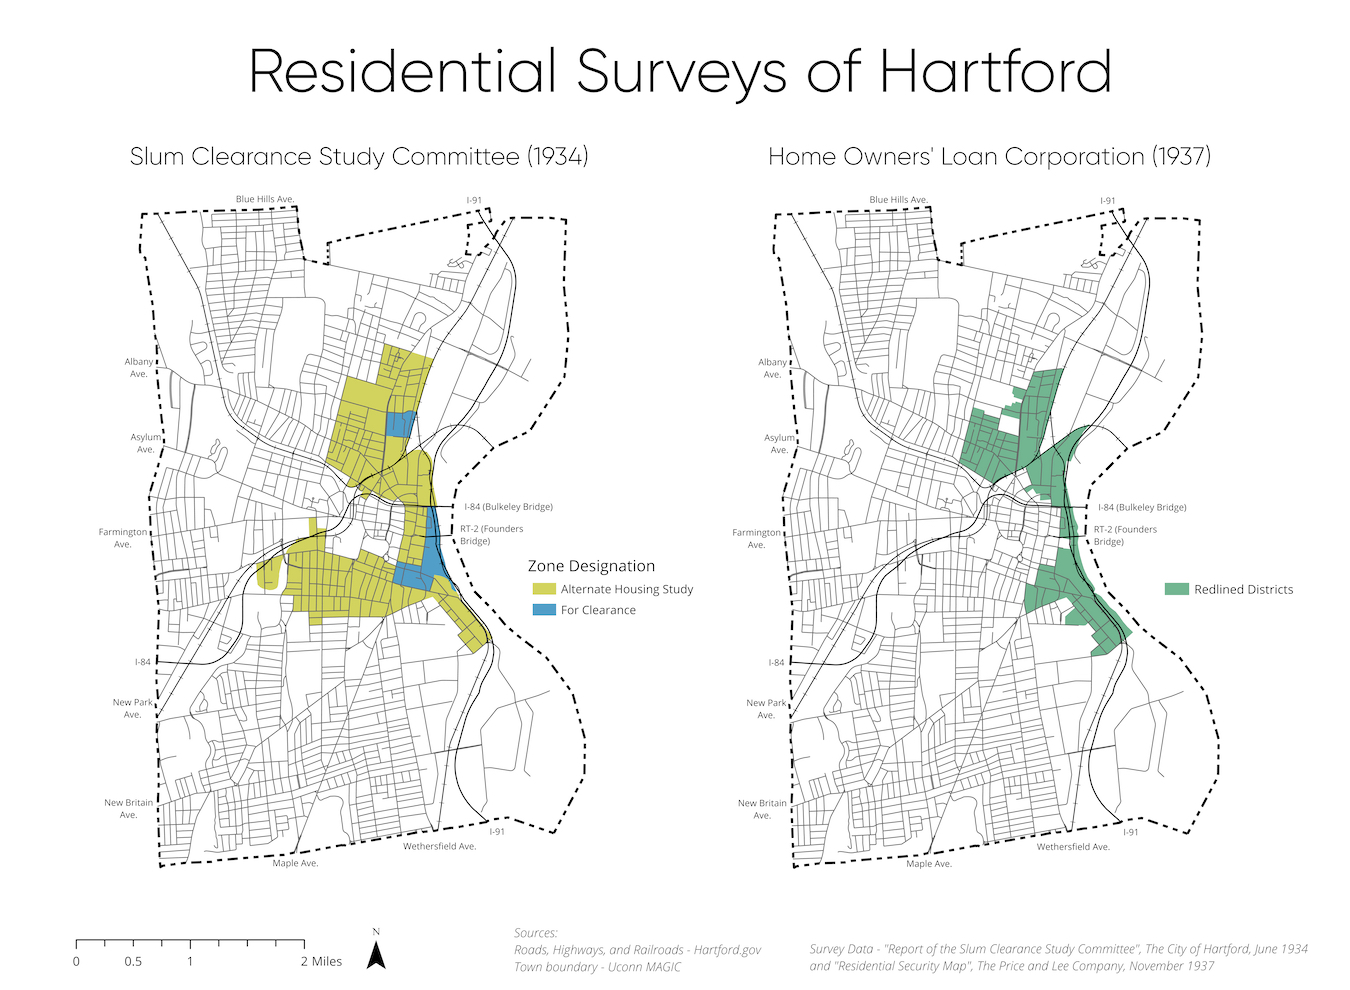 Residential Surveys of Hartford
Slum Clearance Study Committee (1934)
Blue Hills Ave.
I-91
Albany
Ave.
Asylum
Ave.
I-84 (Bulkeley Bridge)
RT-2 (Founders
Bridge)
Farmington
Ave.
Zone Designation
Alternate Housing Study
For Clearance
I-84
New Park
Ave.
New Britain
Ave.
I-91
Wethersfield Ave.
Maple Ave.
Home Owners' Loan Corporation (1937)
Blue Hills Ave.
I-91
Albany
Ave.
Asylum
Ave.
I-84 (Bulkeley Bridge)
RT-2 (Founders
Bridge)
Farmington
Ave.
Redlined Districts
I-84
New Park
Ave.
New Britain
Ave.
I-91
Wethersfield Ave.
Maple Ave.
0 0.5 1 2 Miles
N
Sources:
Roads, Highways, and Railroads - Hartford.gov
Town boundary - Uconn MAGIC
Survey Data - "Report of the Slum Clearance Study Committee", The City of Hartford, June 1934
and "Residential Security Map", The Price and Lee Company, November 1937